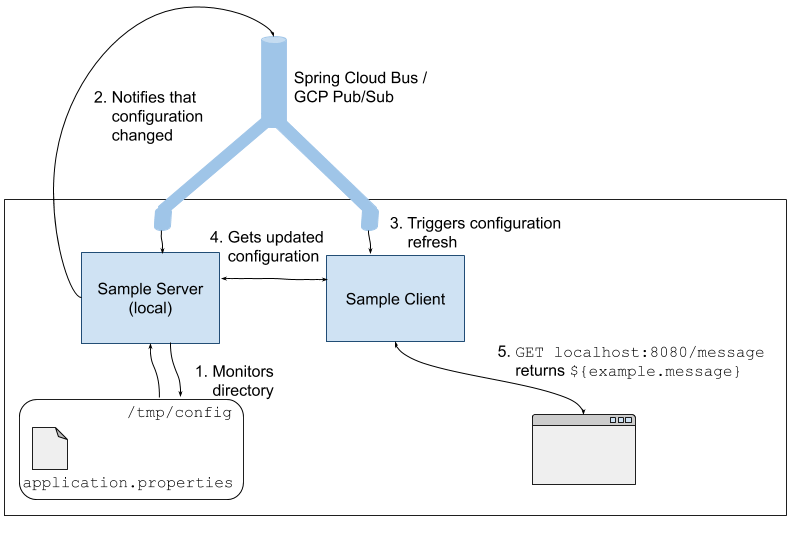 Spring Cloud Bus /
GCP Pub/Sub
2. Notifies that
configuration
changed
3. Triggers configuration
refresh
4. Gets updated
configuration
Sample Server
(local)
Sample Client
1. Monitors
directory
5. GET localhost:8080/message
returns ${example.message}
/tmp/config
application.properties